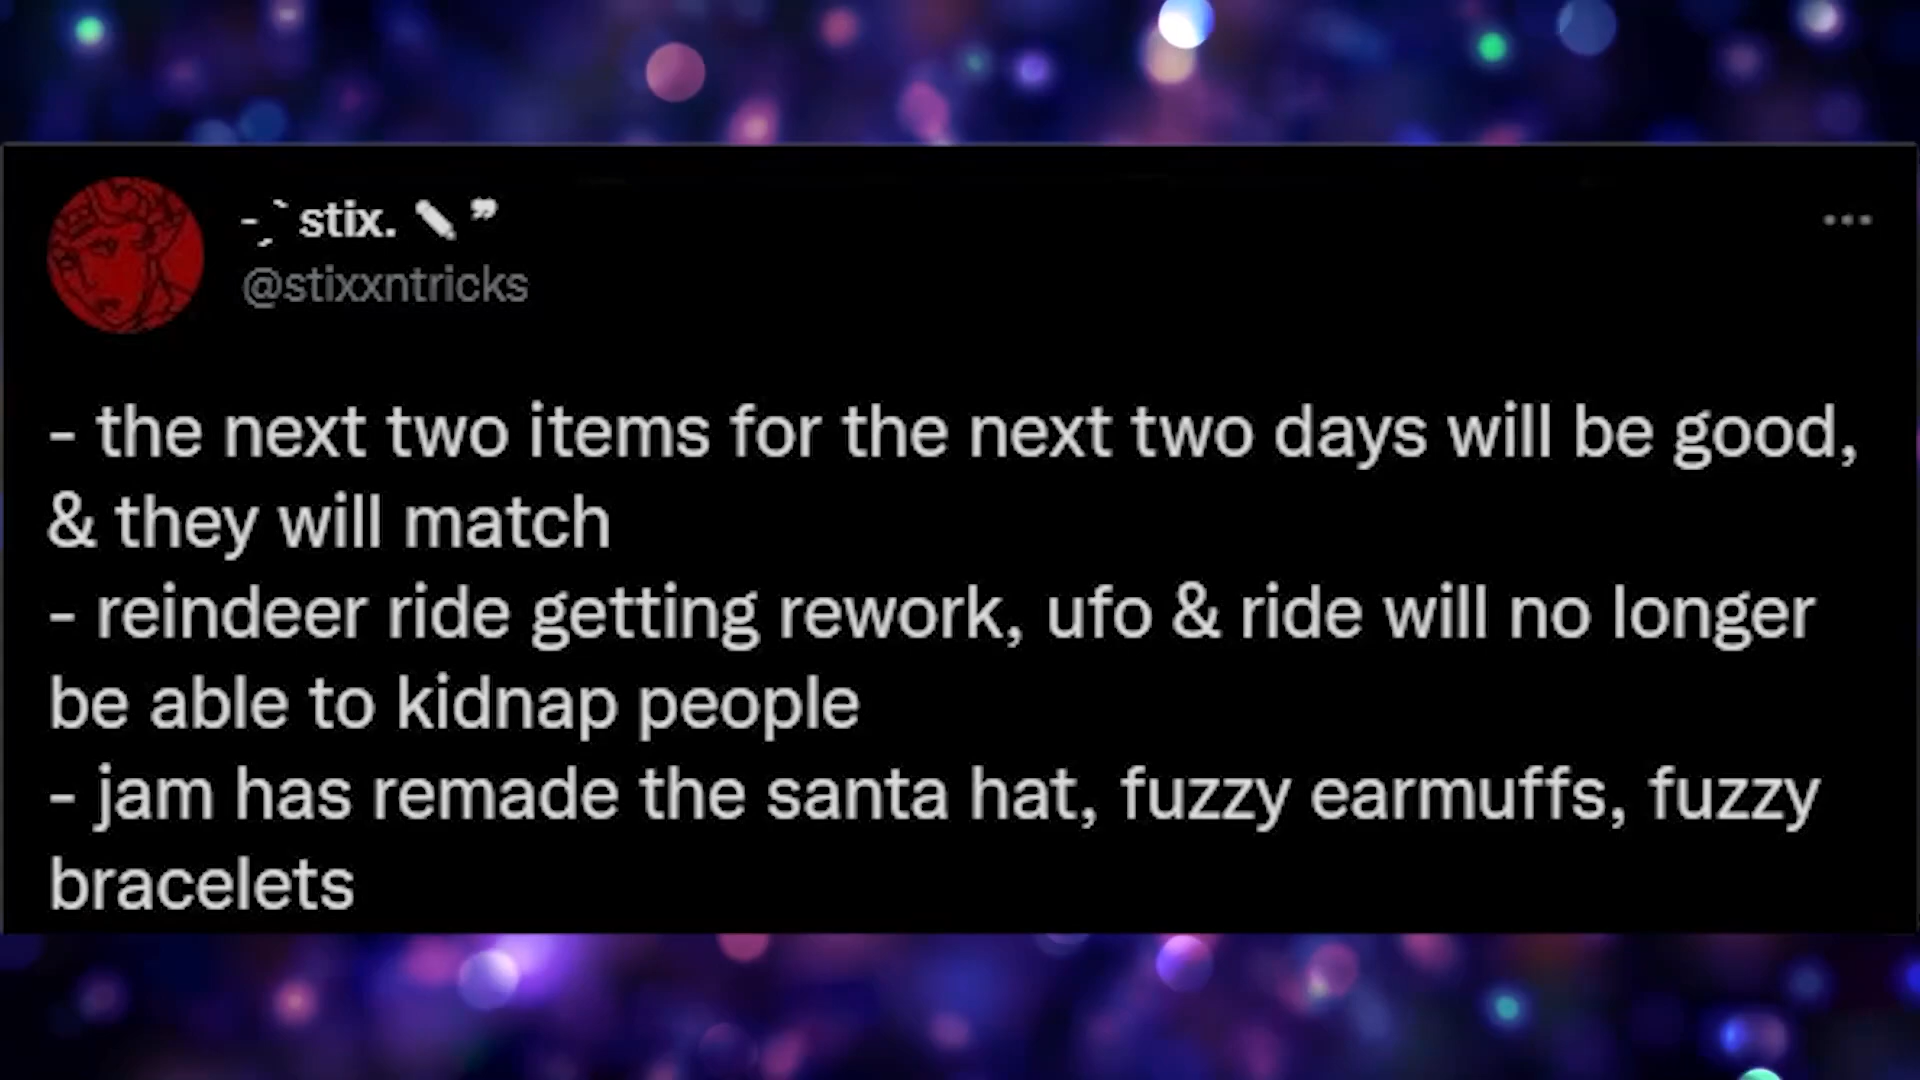 -ˏˋ stix. ✎ ❞
@stixxntricks
- the next two items for the next two days will be good,
& they will match
- reindeer ride getting rework, ufo & ride will no longer
be able to kidnap people
- jam has remade the santa hat, fuzzy earmuffs, fuzzy
bracelets